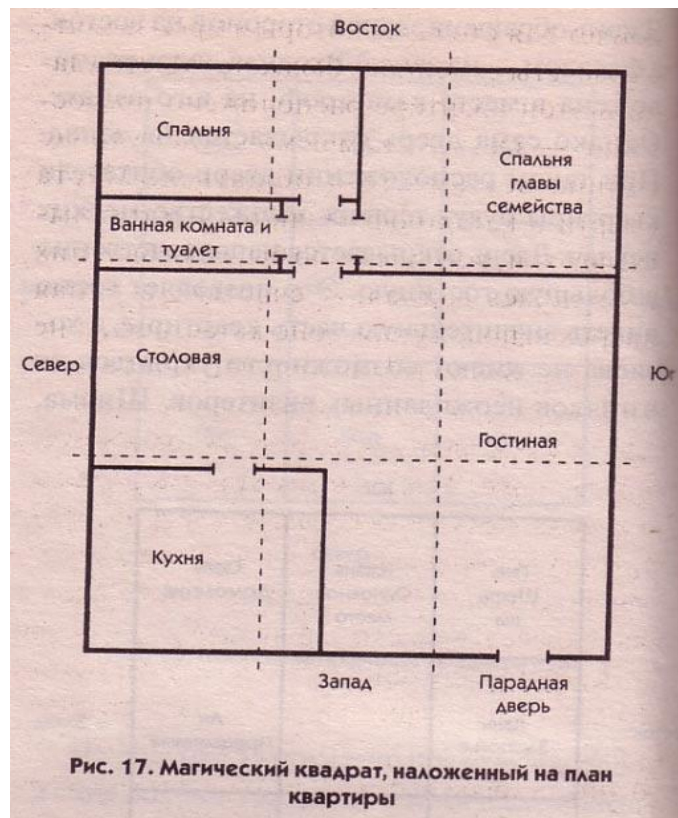 Восток
Спальня
Спальня
главы
семейства
Ванная комната и
туалет
Север
Столовая
Юг
Гостиная
Кухня
Запад
Парадная
дверь
Рис. 17. Магический квадрат, наложенный на план
квартиры